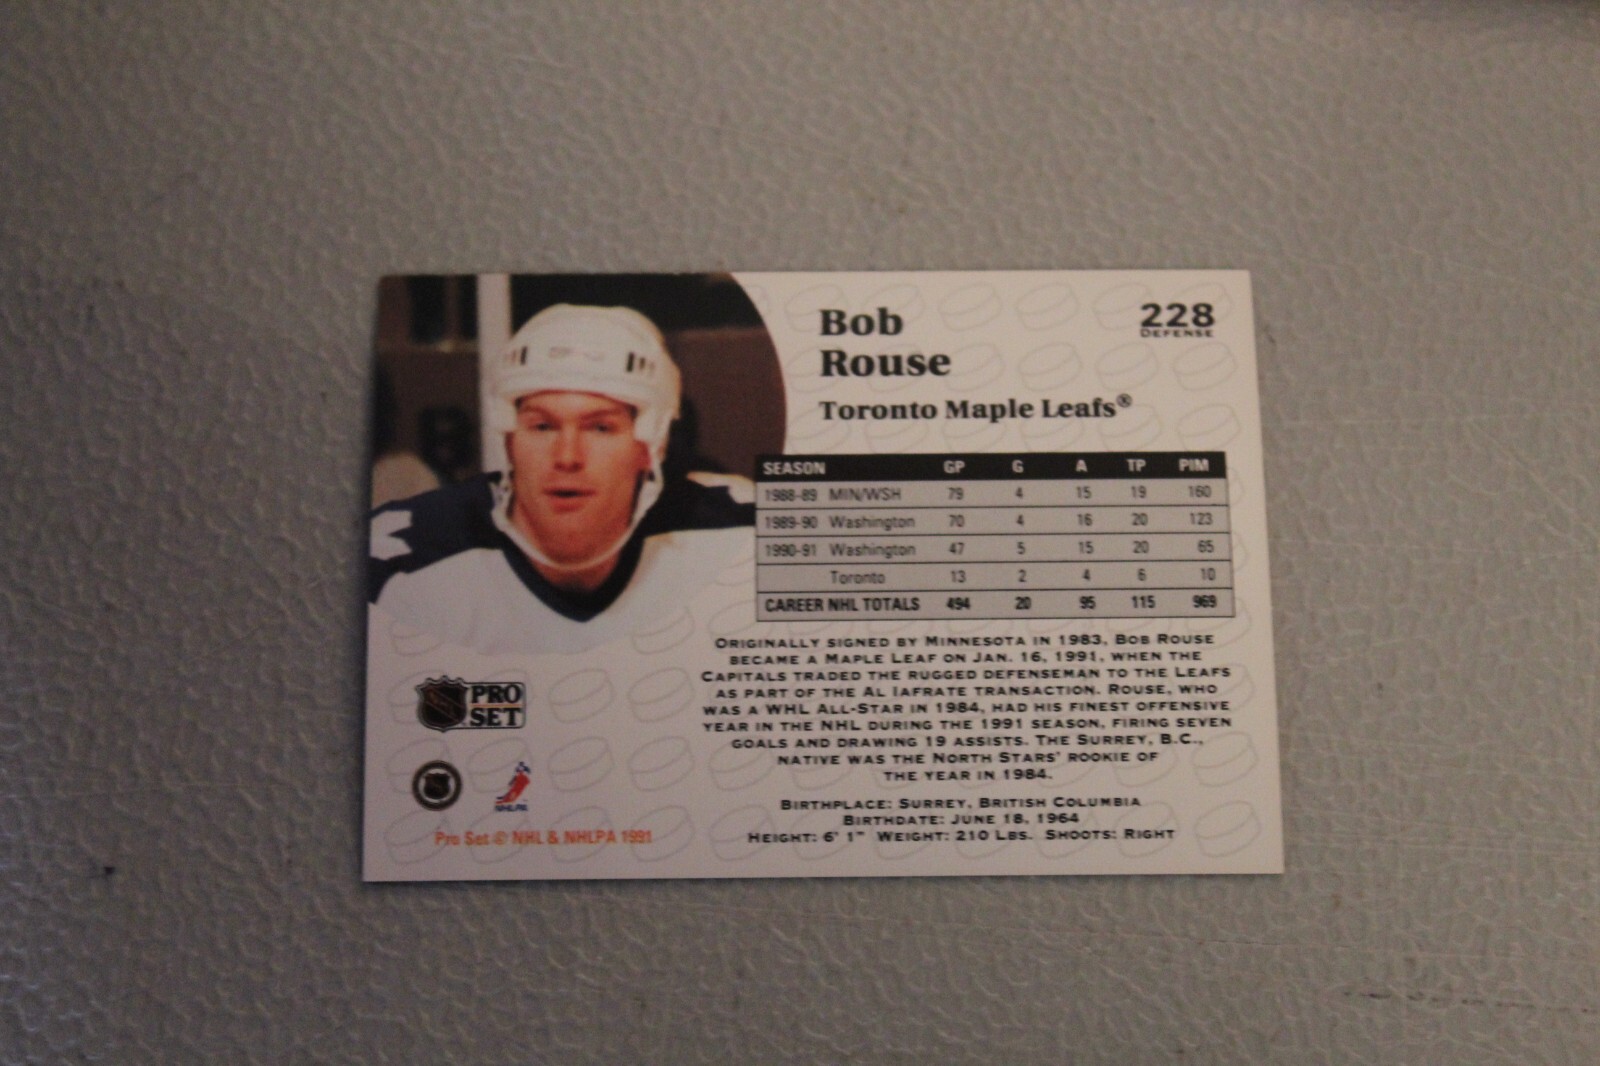 Bob
Rouse
228
DEFENSE
Toronto Maple Leafs®
SEASON GP G A TP PIM
1988-89 MIN/WSH 79 4 15 19 160
1989-90 Washington 70 4 16 20 123
1990-91 Washington 47 5 15 20 65
Toronto 13 2 4 6 10
CAREER NHL TOTALS 494 20 95 115 969
ORIGINALLY SIGNED BY MINNESOTA IN 1983, BOB ROUSE
BECAME A MAPLE LEAF ON JAN. 16, 1991, WHEN THE
CAPITALS TRADED THE RUGGED DEFENSEMAN TO THE LEAFS
AS PART OF THE AL IAFRATE TRANSACTION. ROUSE, WHO
WAS A WHL ALL-STAR IN 1984, HAD HIS FINEST OFFENSIVE
YEAR IN THE NHL DURING THE 1991 SEASON, FIRING SEVEN
GOALS AND DRAWING 19 ASSISTS. THE SURREY, B.C.,
NATIVE WAS THE NORTH STARS' ROOKIE OF
THE YEAR IN 1984.
BIRTHPLACE: SURREY, BRITISH COLUMBIA
BIRTHDATE: JUNE 18, 1964
HEIGHT: 6' 1" WEIGHT: 210 LBS. SHOOTS: RIGHT
PRO
SET
NHLPA
Pro Set © NHL & NHLPA 1991